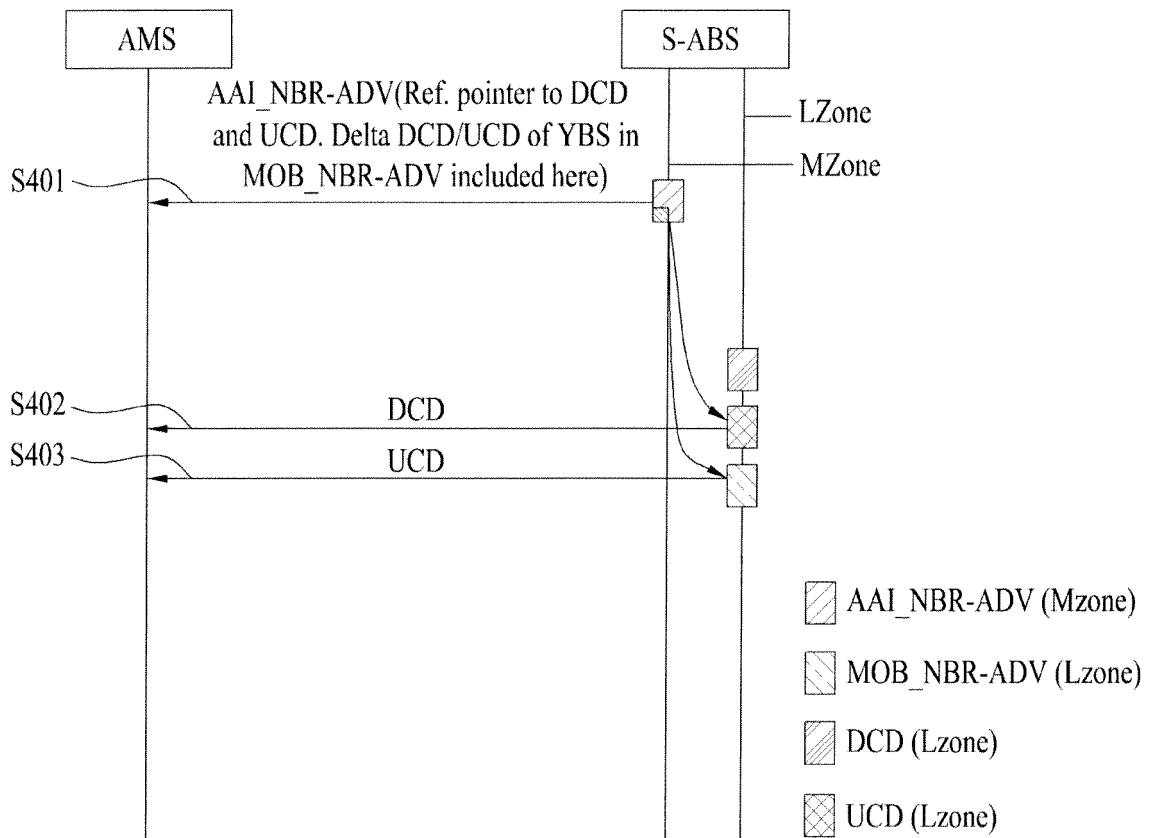 AMS
S-ABS
AAI_NBR-ADV(Ref. pointer to DCD
and UCD. Delta DCD/UCD of YBS in
MOB_NBR-ADV included here)
LZone
MZone
S401
S402
DCD
S403
UCD
AAI_NBR-ADV (Mzone)
MOB_NBR-ADV (Lzone)
DCD (Lzone)
UCD (Lzone)